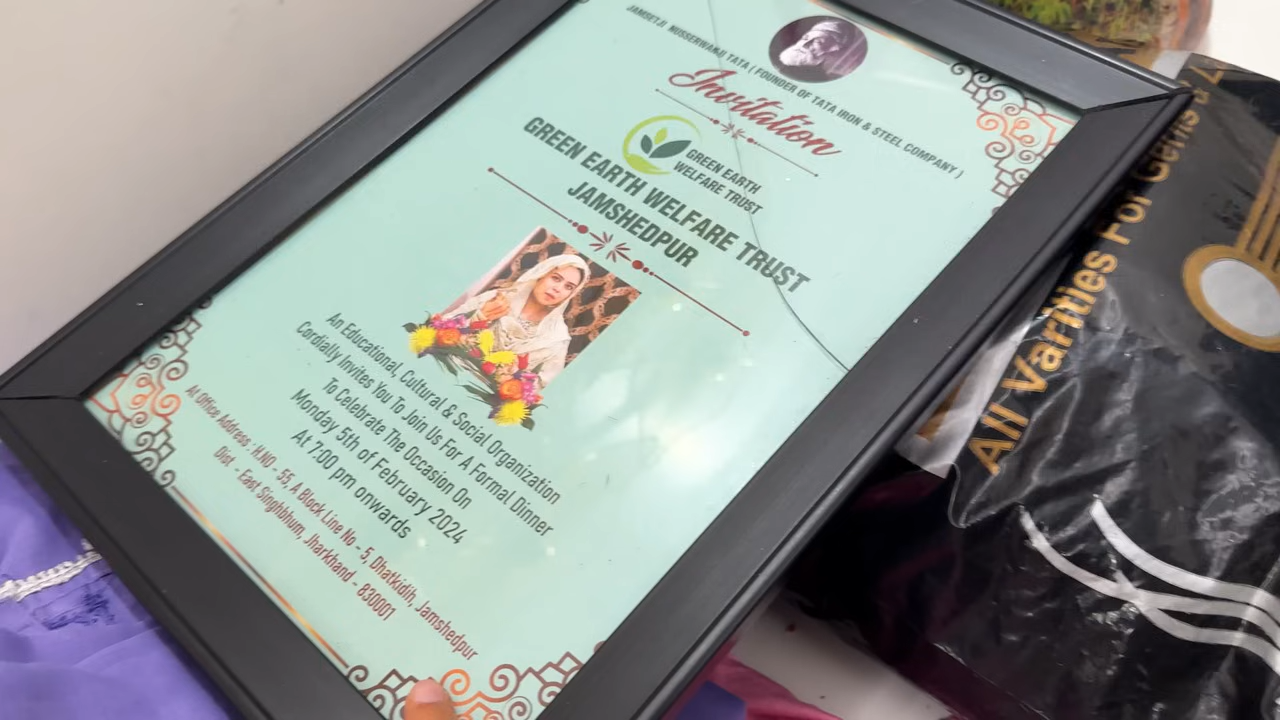 JAMSETJI NUSSERWANJI TATA ( FOUNDER OF TATA IRON & STEEL COMPANY )
Invitation
GREEN EARTH
WELFARE TRUST
GREEN EARTH WELFARE TRUST
JAMSHEDPUR
An Educational, Cultural & Social Organization
Cordially Invites You To Join Us For A Formal Dinner
To Celebrate The Occasion On
Monday 5th of February 2024
At 7:00 pm onwards
At Office Address : H.NO - 55, A Block Line No - 5, Dhatkidih, Jamshedpur
Dist - East Singhbhum, Jharkhand - 830001
All Varities For Gents &